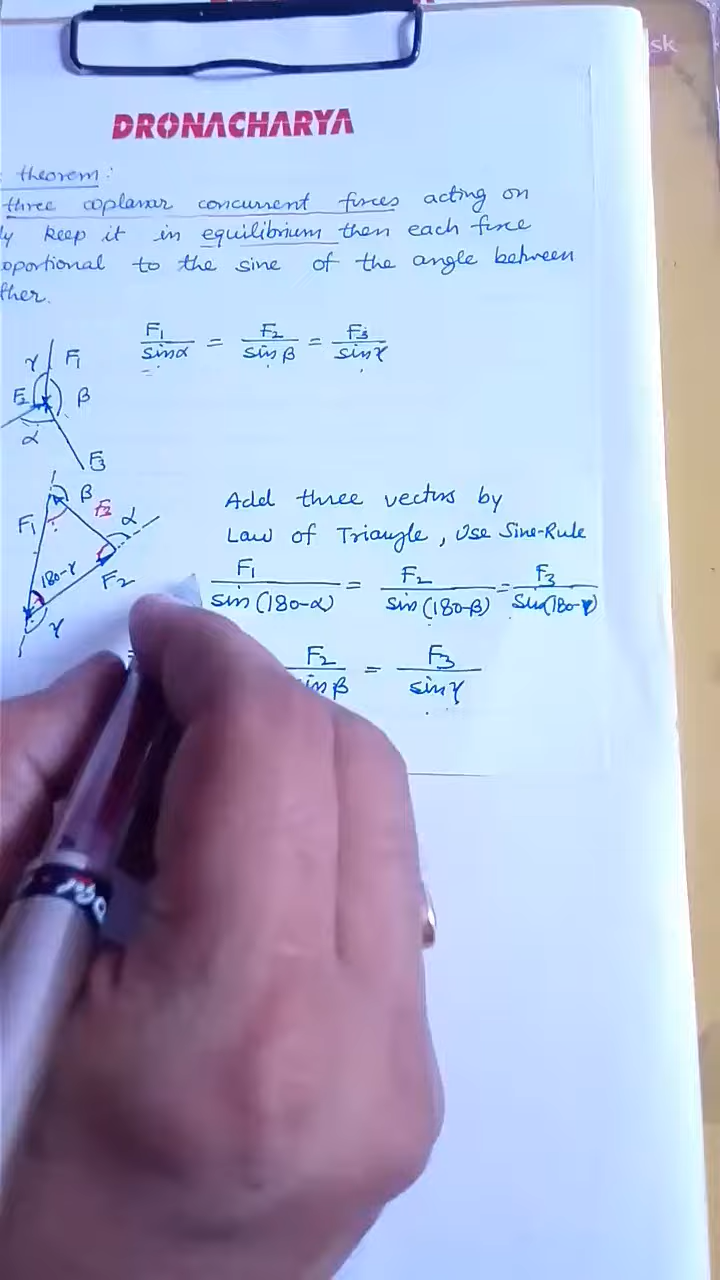 sk
DRONACHARYA
theorem:
three coplanar concurrent forces acting on
keep it in equilibrium then each force
oportional to the sine of the angle between
ther.
F₁/sinα = F₂/sinβ = F₃/sinγ
γ F₁
F₂ β
α
F₃
β
F₁ F₃ α
180-γ F₂
γ
Add three vectors by
Law of Triangle, Use Sine-Rule
F₁/sin(180-α) = F₂/sin(180-β) = F₃/sin(180-γ)
= F₂/sinβ = F₃/sinγ